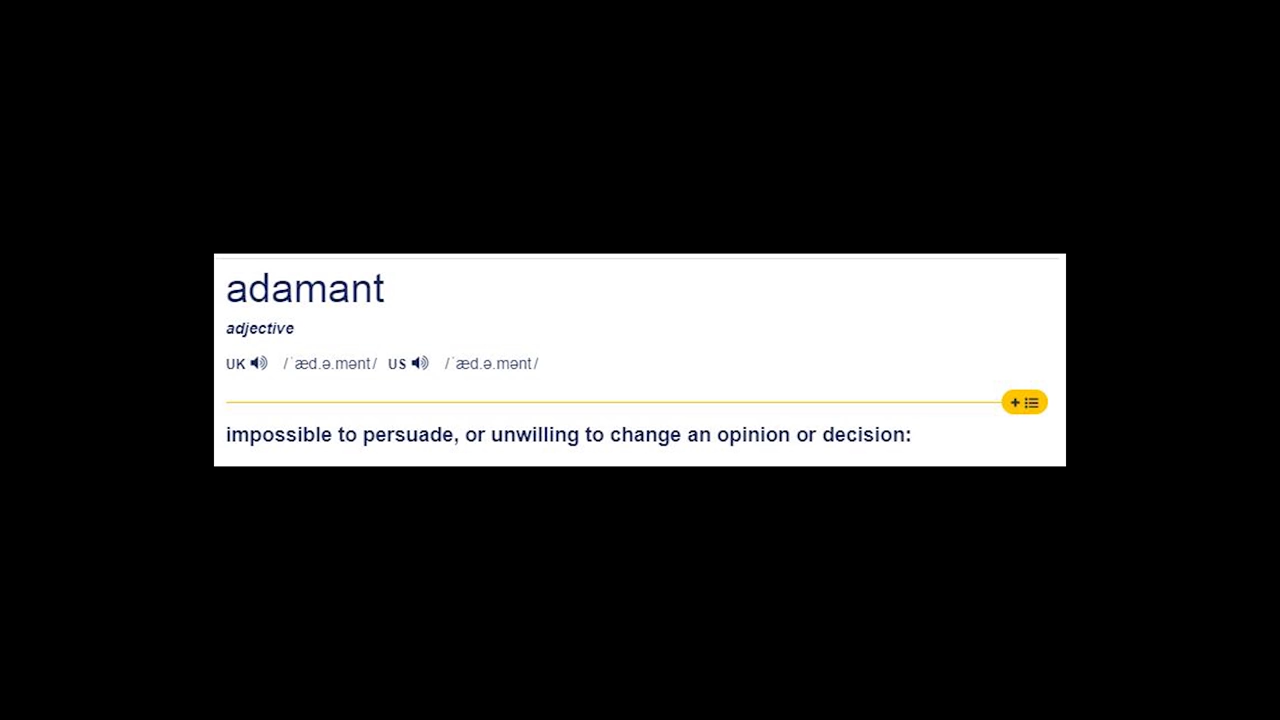 adamant
adjective
UK /ˈæd.ə.mənt/ US /ˈæd.ə.mənt/
impossible to persuade, or unwilling to change an opinion or decision: